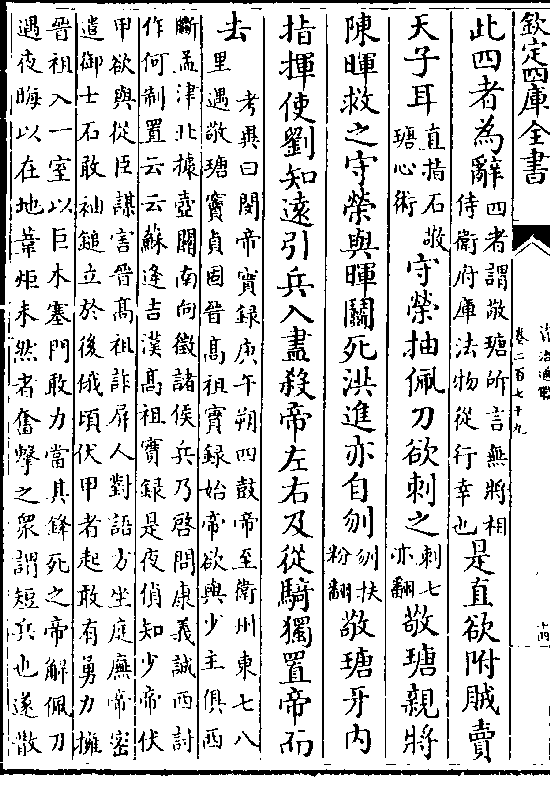 欽定四庫全書
資治通鑑
卷二百七十九
十四
此四者為辭
四者謂敬瑭所言無將相
侍衛府庫法物從行幸也
是直欲附賊賣
天子耳
直指石敬
瑭心術
守榮抽佩刀欲刺之
刺七
亦翻
敬瑭親將
陳暉救之守榮與暉鬬死洪進亦自刎
刎扶
粉翻
敬瑭牙内
指揮使劉知遠引兵入盡殺帝左右及從騎獨置帝而
去
考異曰閔帝實録庚午朔四鼓帝至衛州東七八
里遇敬瑭竇貞固晉髙祖實録始帝欲與少主俱西
斷孟津北據壺關南向徵諸侯兵乃啓問康義誠西討
作何制置云云蘇逢吉漢髙祖實録是夜偵知少帝伏
甲欲與從臣謀害晉髙祖詐屏人對語方坐庭廡帝密
遣御士石敢袖鎚立於後俄頃伏甲者起敢有勇力擁
晉祖入一室以巨木塞門敢力當其鋒死之帝解佩刀
遇夜晦以在地葦炬未然者奮擊之衆謂短兵也遂散